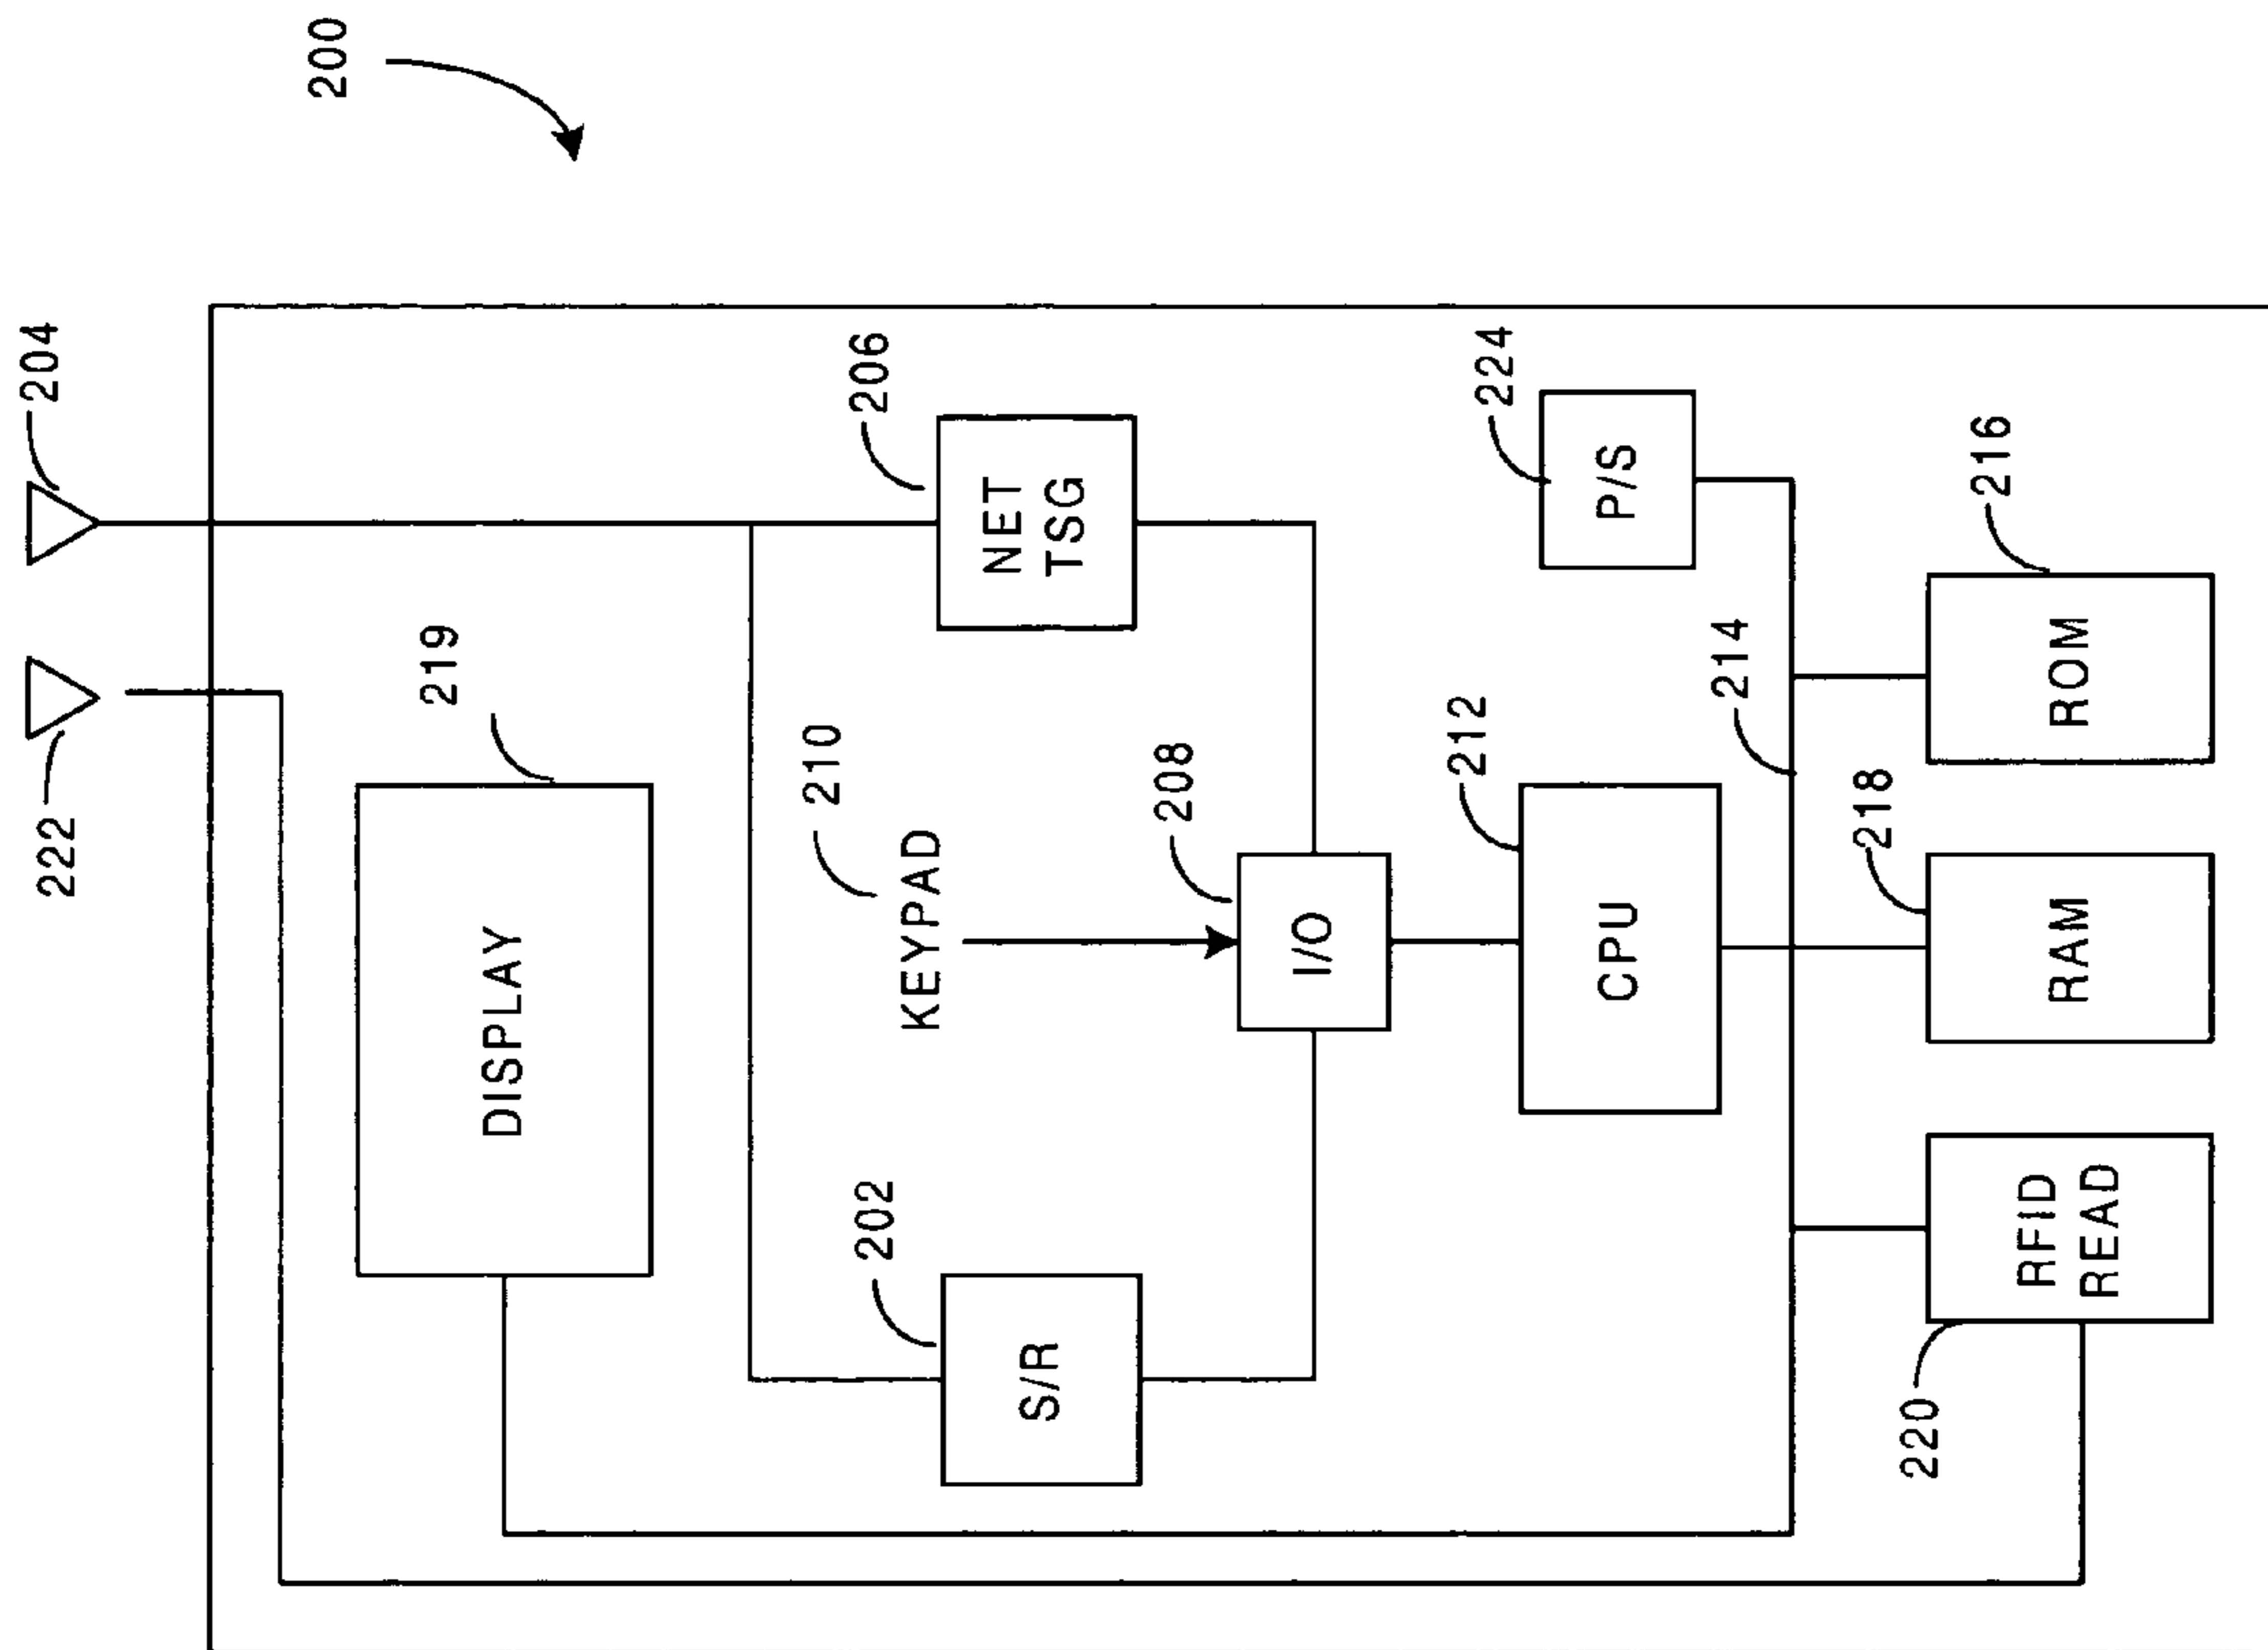 200
204
222
219
DISPLAY
206
NET
TSG
210
KEYPAD
202
S/R
208
I/O
212
CPU
224
P/S
214
216
ROM
218
RAM
220
RFID
READ